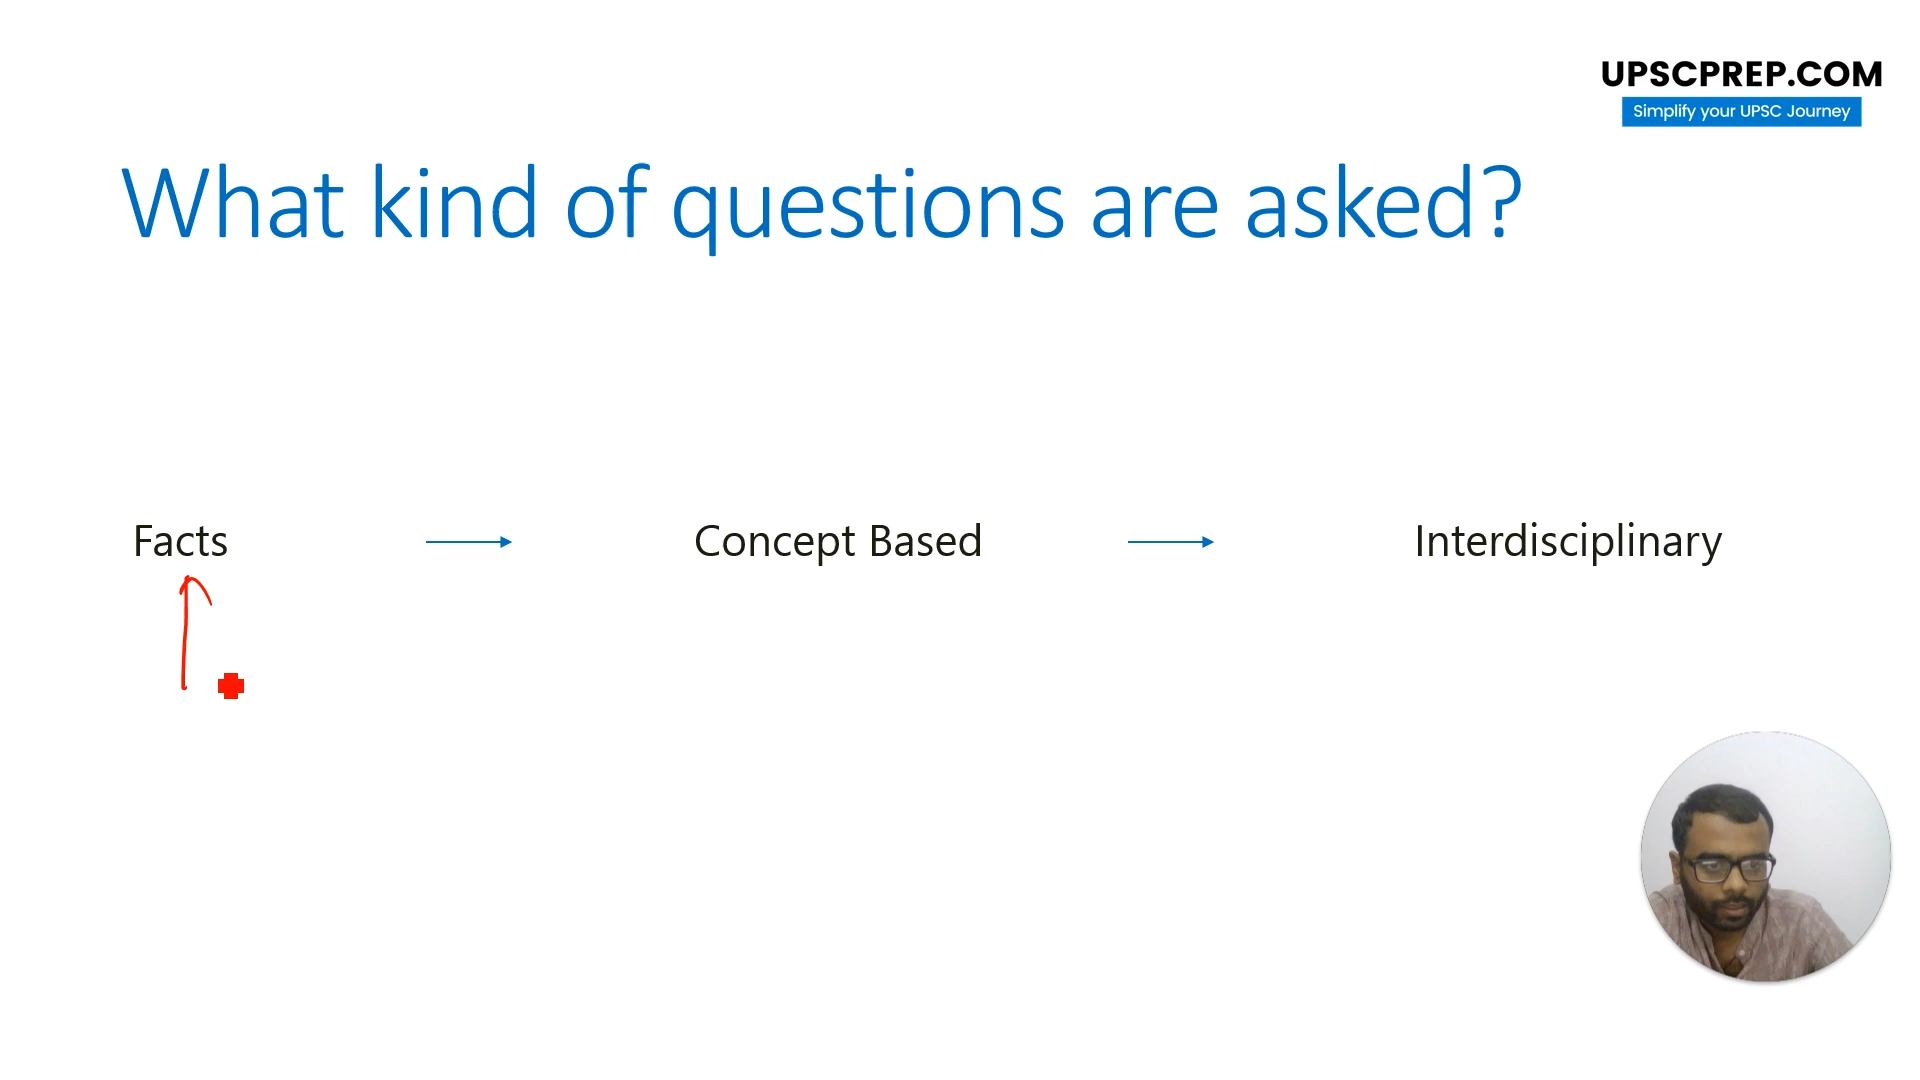 UPSCPREP.COM
Simplify your UPSC Journey
What kind of questions are asked?
Facts
Concept Based
Interdisciplinary